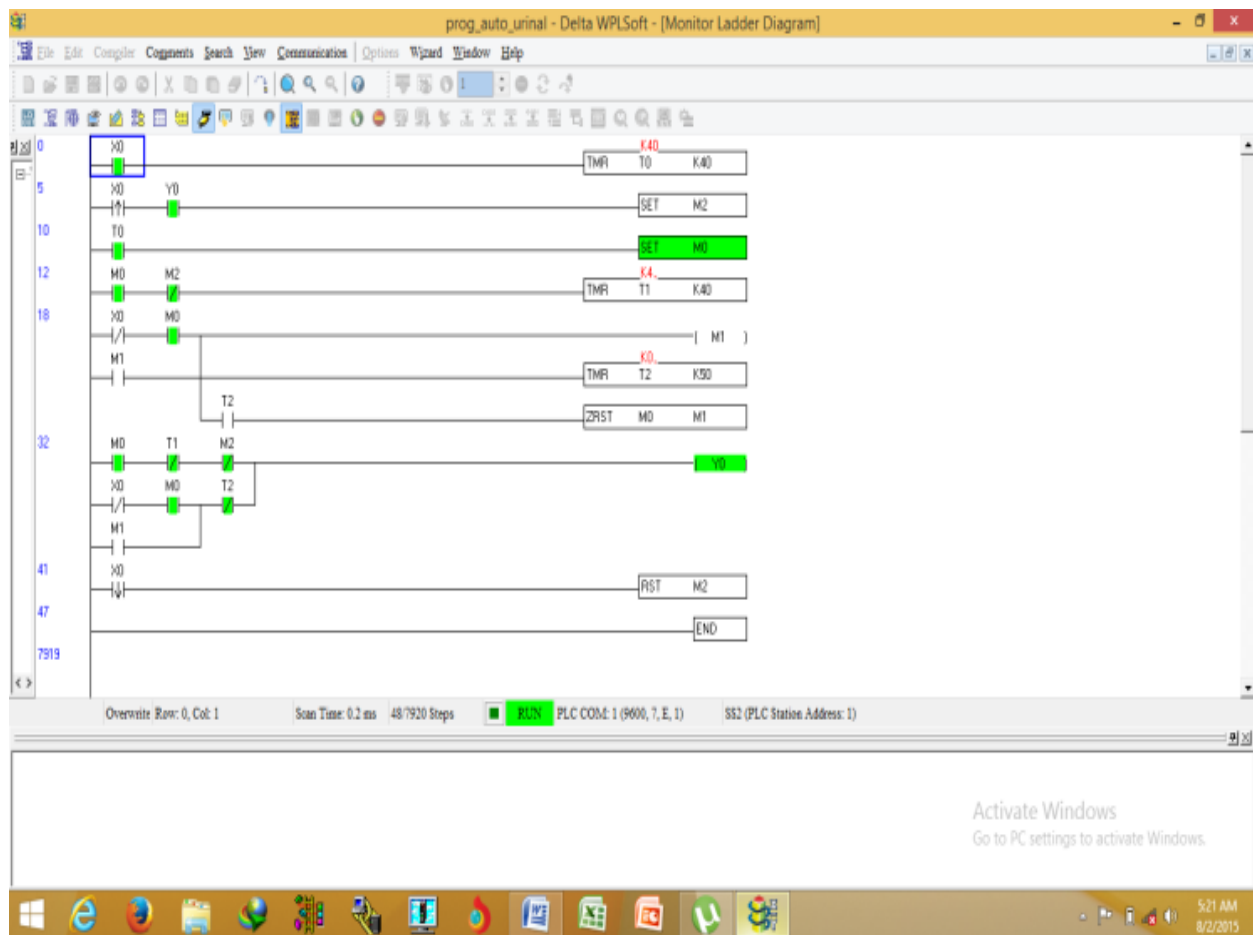 prog_auto_urinal - Delta WPLSoft - [Monitor Ladder Diagram]
File Edit Compiler Comments Search View Communication Options Wizard Window Help
1
0 X0 K40
TMR T0 K40
5 X0 Y0
SET M2
10 T0
SET M0
12 M0 M2 K4.
TMR T1 K40
18 X0 M0
M1
M1 K0.
TMR T2 K50
T2
ZRST M0 M1
32 M0 T1 M2
Y0
X0 M0 T2
M1
41 X0
RST M2
47
END
7919
Overwrite Row: 0, Col: 1 Scan Time: 0.2 ms 48/7920 Steps RUN PLC COM: 1 (9600, 7, E, 1) SS2 (PLC Station Address: 1)
Activate Windows
Go to PC settings to activate Windows.
5:21 AM
8/2/2015